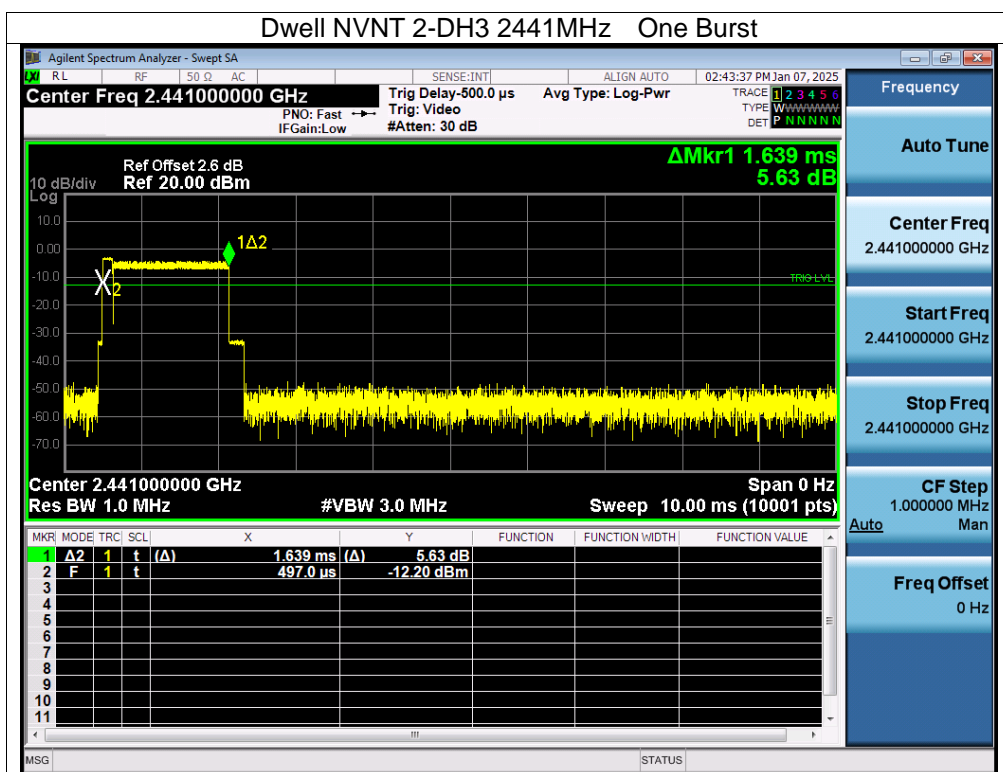 Dwell NVNT 2-DH3 2441MHz One Burst
Agilent Spectrum Analyzer - Swept SA
LXI RL RF 50 Ω AC SENSE:INT ALIGN AUTO 02:43:37 PM Jan 07, 2025
Center Freq 2.441000000 GHz Trig Delay-500.0 µs Avg Type: Log-Pwr TRACE 1 2 3 4 5 6
PNO: Fast Trig: Video TYPE WWWWWW
IFGain:Low #Atten: 30 dB DET P N N N N N
Frequency
Auto Tune
Center Freq
2.441000000 GHz
Start Freq
2.441000000 GHz
Stop Freq
2.441000000 GHz
CF Step
1.000000 MHz
Auto Man
Freq Offset
0 Hz
ΔMkr1 1.639 ms
5.63 dB
Ref Offset 2.6 dB
10 dB/div Ref 20.00 dBm
Log
10.0
0.00
-10.0
-20.0
-30.0
-40.0
-50.0
-60.0
-70.0
1Δ2
X2
TRIG LVL
Center 2.441000000 GHz Span 0 Hz
Res BW 1.0 MHz #VBW 3.0 MHz Sweep 10.00 ms (10001 pts)
MKR MODE TRC SCL X Y FUNCTION FUNCTION WIDTH FUNCTION VALUE
1 Δ2 1 t (Δ) 1.639 ms (Δ) 5.63 dB
2 F 1 t 497.0 µs -12.20 dBm
3
4
5
6
7
8
9
10
11
MSG STATUS